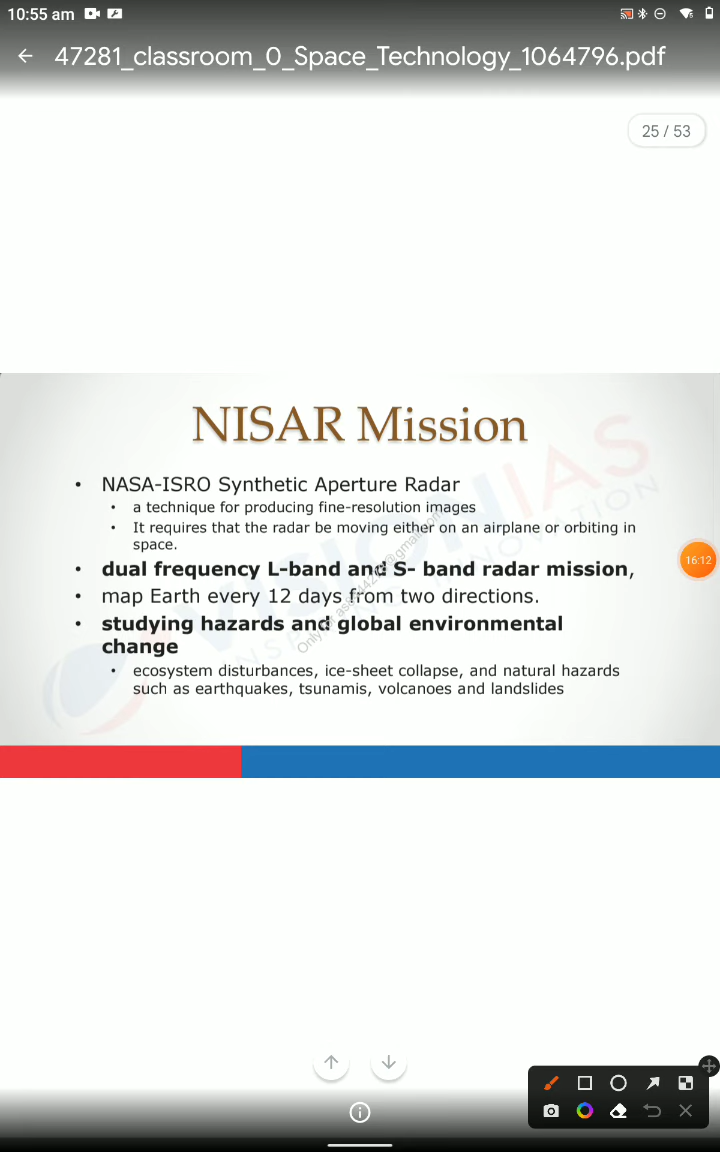 10:55 am
47281_classroom_0_Space_Technology_1064796.pdf
25 / 53
NISAR Mission
• NASA-ISRO Synthetic Aperture Radar
• a technique for producing fine-resolution images
• It requires that the radar be moving either on an airplane or orbiting in
space.
• dual frequency L-band and S- band radar mission,
• map Earth every 12 days from two directions.
• studying hazards and global environmental
change
• ecosystem disturbances, ice-sheet collapse, and natural hazards
such as earthquakes, tsunamis, volcanoes and landslides
VISIONIAS
INSPIRING INNOVATION
16:12